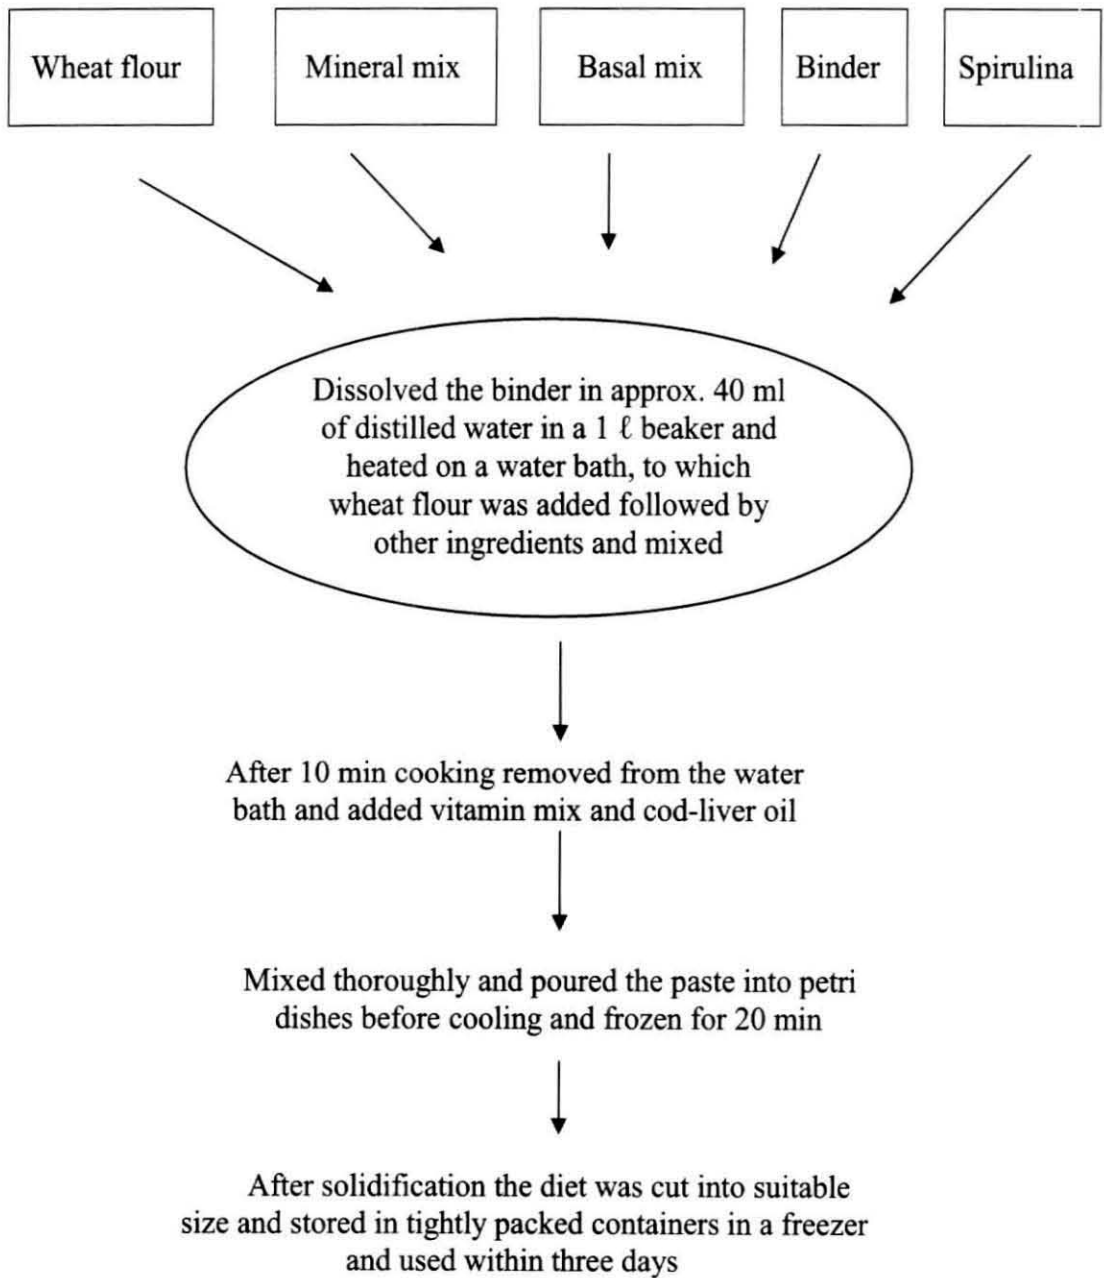 Wheat flour
Mineral mix
Basal mix
Binder
Spirulina
Dissolved the binder in approx. 40 ml
of distilled water in a 1 ℓ beaker and
heated on a water bath, to which
wheat flour was added followed by
other ingredients and mixed
After 10 min cooking removed from the water
bath and added vitamin mix and cod-liver oil
Mixed thoroughly and poured the paste into petri
dishes before cooling and frozen for 20 min
After solidification the diet was cut into suitable
size and stored in tightly packed containers in a freezer
and used within three days